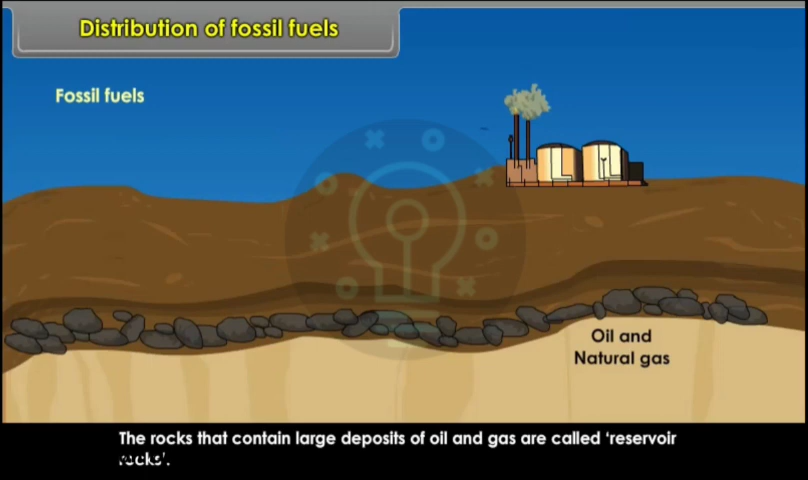 Distribution of fossil fuels
Fossil fuels
Oil and
Natural gas
The rocks that contain large deposits of oil and gas are called ‘reservoir
rocks’.